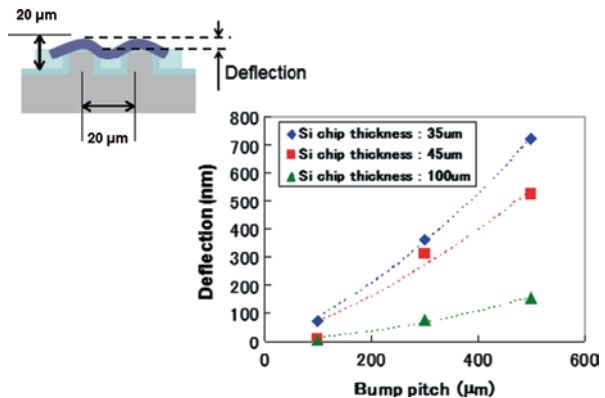 20 μm
Deflection
20 μm
Si chip thickness : 35um
Si chip thickness : 45um
Si chip thickness : 100um
Deflection (nm)
800
700
600
500
400
300
200
100
0
0
200
400
600
Bump pitch (μm)